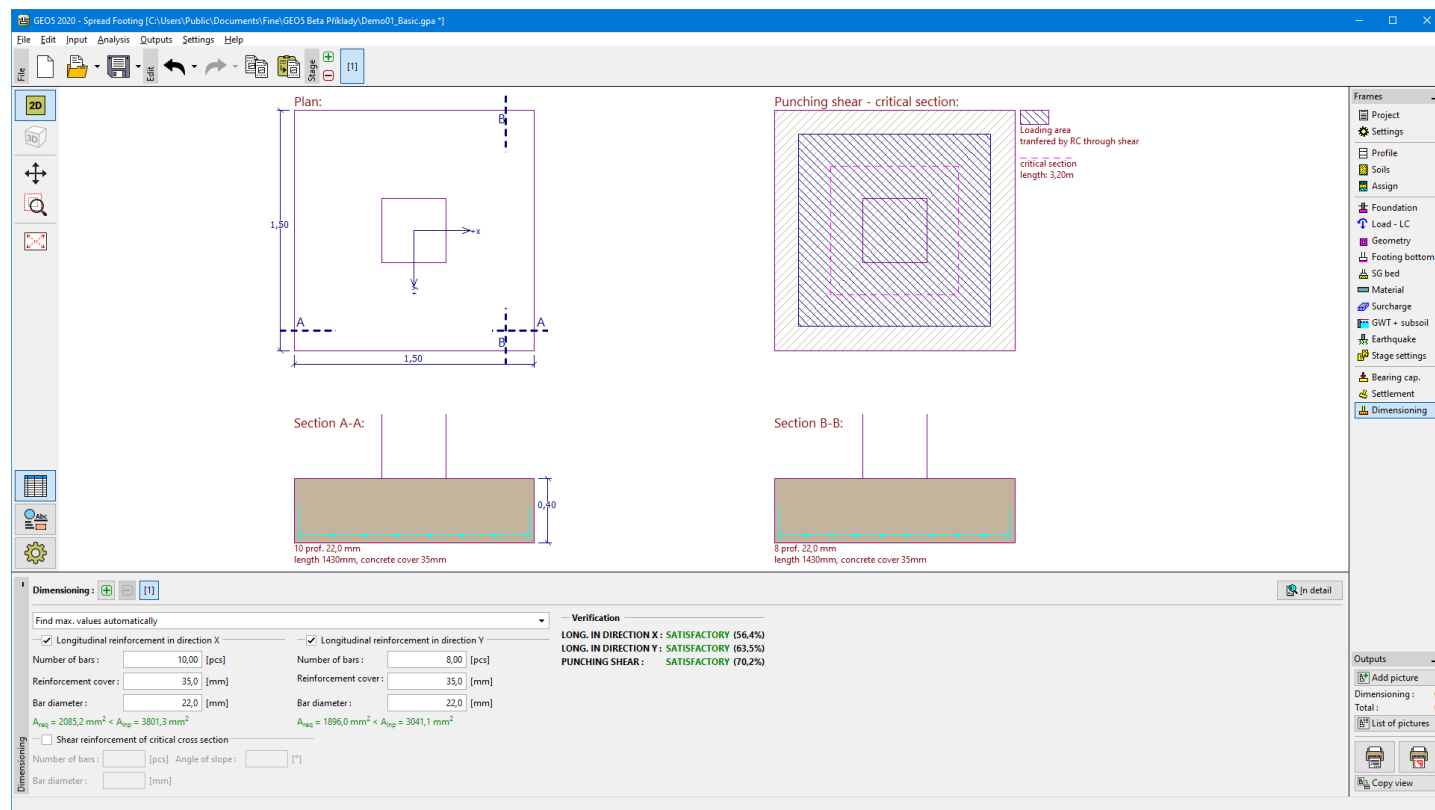 GEO5 2020 - Spread Footing [C:\Users\Public\Documents\Fine\GEO5 Beta Příklady\Demo01_Basic.gpa *]
File Edit Input Analysis Outputs Settings Help
File
Edit
Stage
[1]
2D
3D
Plan:
B
1,50
+x
+y
A
A
B
1,50
Punching shear - critical section:
Loading area
tranfered by RC through shear
critical section
length: 3,20m
Section A-A:
0,40
10 prof. 22,0 mm
length 1430mm, concrete cover 35mm
Section B-B:
8 prof. 22,0 mm
length 1430mm, concrete cover 35mm
Abc
Frames
Project
Settings
Profile
Soils
Assign
Foundation
Load - LC
Geometry
Footing bottom
SG bed
Material
Surcharge
GWT + subsoil
Earthquake
Stage settings
Bearing cap.
Settlement
Dimensioning
Dimensioning
Dimensioning : [1]
In detail
Find max. values automatically
Longitudinal reinforcement in direction X
Number of bars : 10,00 [pcs]
Reinforcement cover : 35,0 [mm]
Bar diameter : 22,0 [mm]
Areq = 2085,2 mm² < Ainp = 3801,3 mm²
Longitudinal reinforcement in direction Y
Number of bars : 8,00 [pcs]
Reinforcement cover : 35,0 [mm]
Bar diameter : 22,0 [mm]
Areq = 1896,0 mm² < Ainp = 3041,1 mm²
Shear reinforcement of critical cross section
Number of bars : [pcs] Angle of slope : [°]
Bar diameter : [mm]
Verification
LONG. IN DIRECTION X : SATISFACTORY (56,4%)
LONG. IN DIRECTION Y : SATISFACTORY (63,5%)
PUNCHING SHEAR : SATISFACTORY (70,2%)
Outputs
Add picture
Dimensioning :
Total :
List of pictures
Copy view